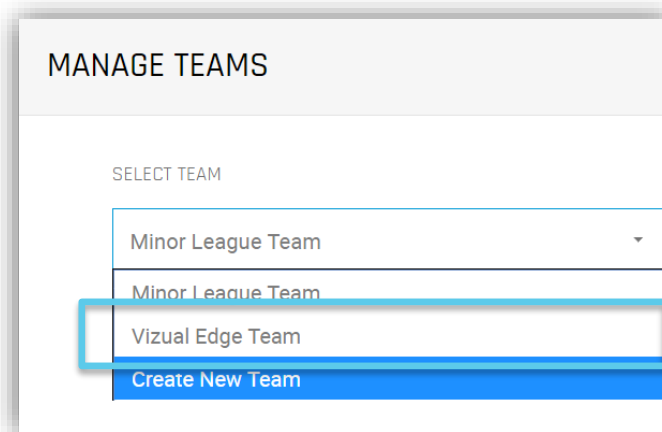 MANAGE TEAMS
SELECT TEAM
Minor League Team
Minor League Team
Vizual Edge Team
Create New Team